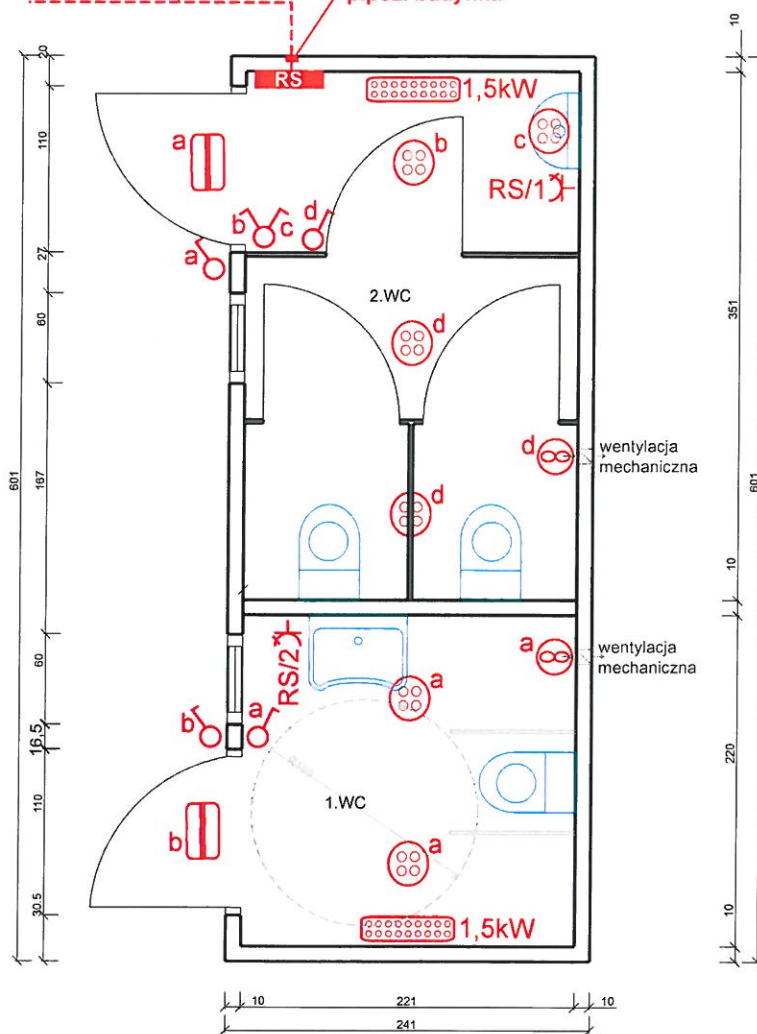 RS
1,5kW
a
b
c
RS/1
b
c
d
a
2.WC
d
d
wentylacja
mechaniczna
d
RS/2
a
wentylacja
mechaniczna
a
b
a
1.WC
b
a
1,5kW
20
110
27
60
167
60
16,5
110
30.5
601
10
351
10
220
10
601
10
221
10
241